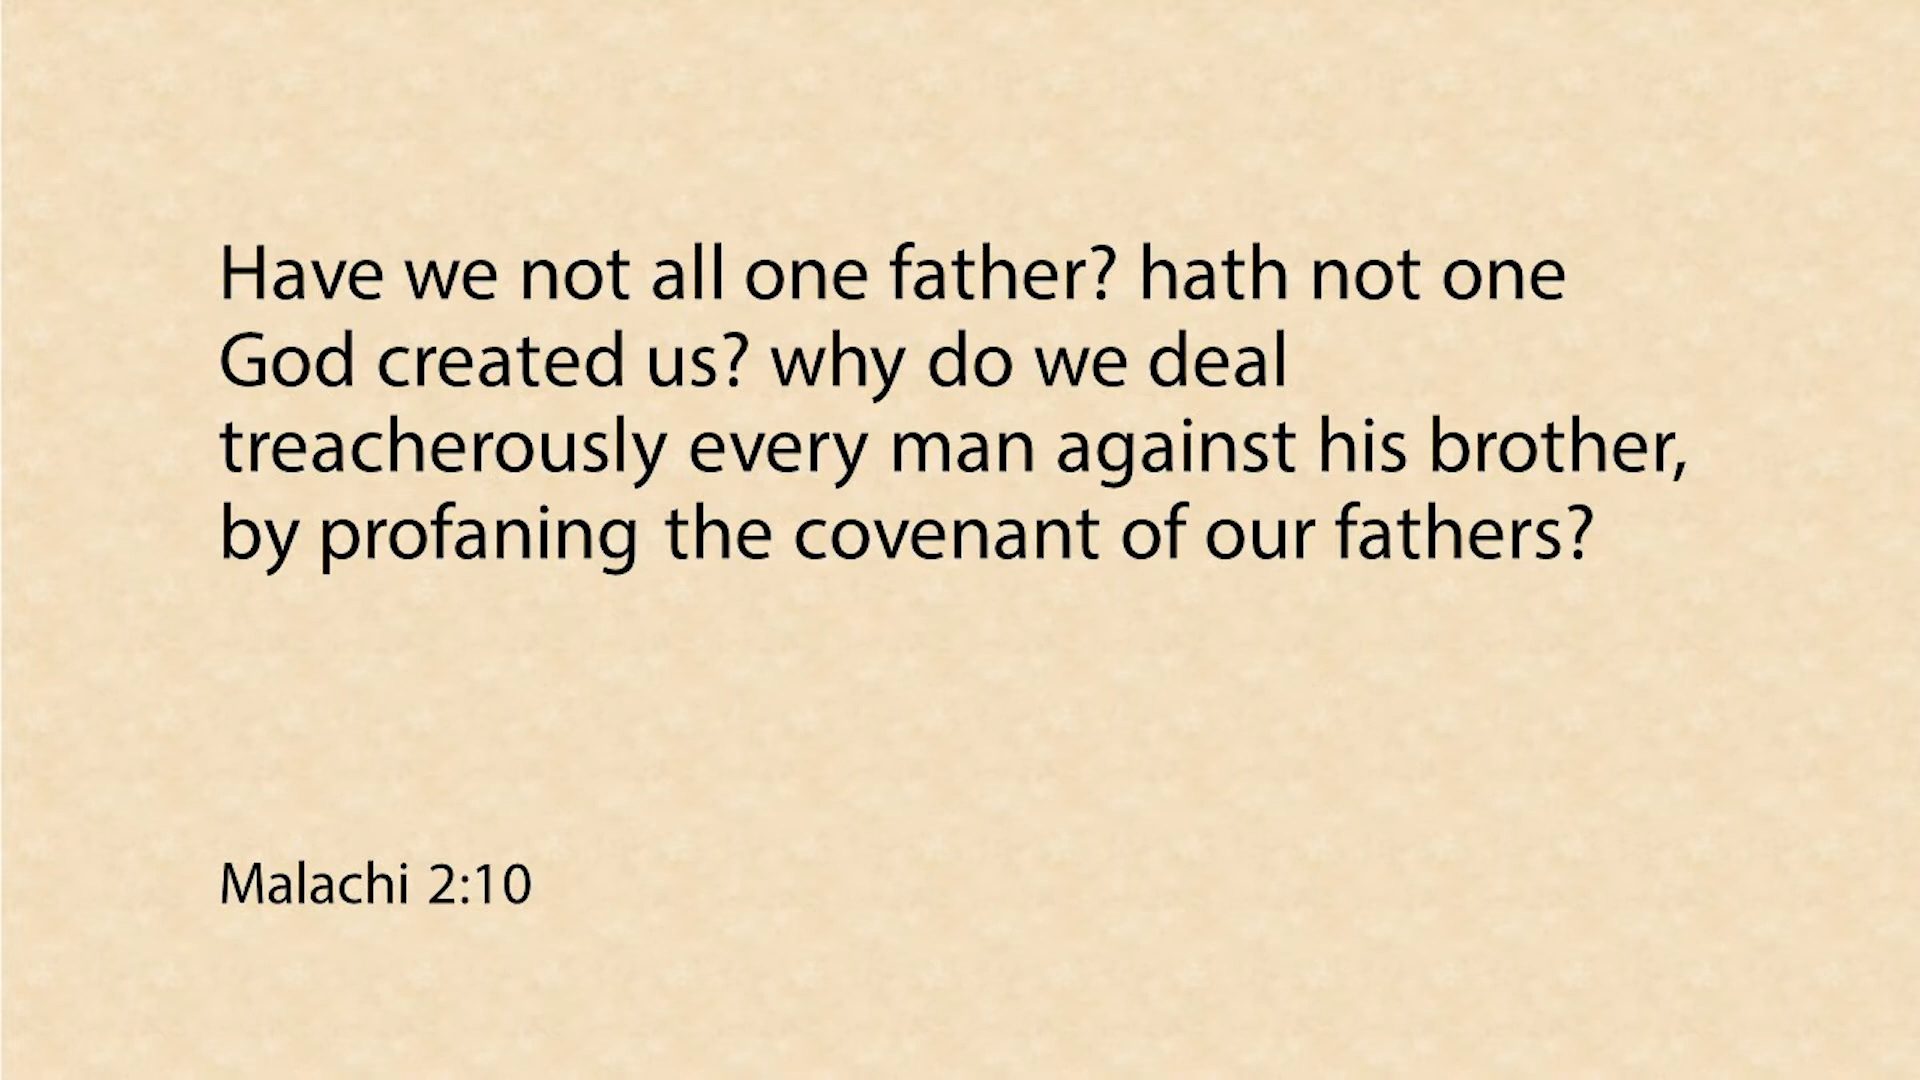 Have we not all one father? hath not one
God created us? why do we deal
treacherously every man against his brother,
by profaning the covenant of our fathers?
Malachi 2:10